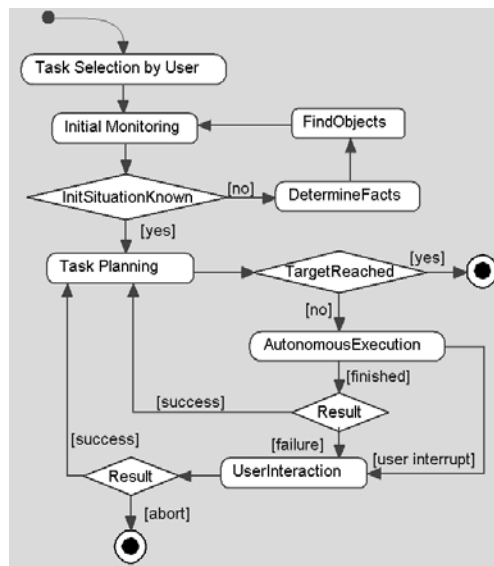 Task Selection by User
Initial Monitoring
FindObjects
InitSituationKnown
[no]
DetermineFacts
[yes]
Task Planning
TargetReached
[yes]
[no]
AutonomousExecution
[finished]
[success]
Result
[success]
[failure]
[user interrupt]
Result
UserInteraction
[abort]